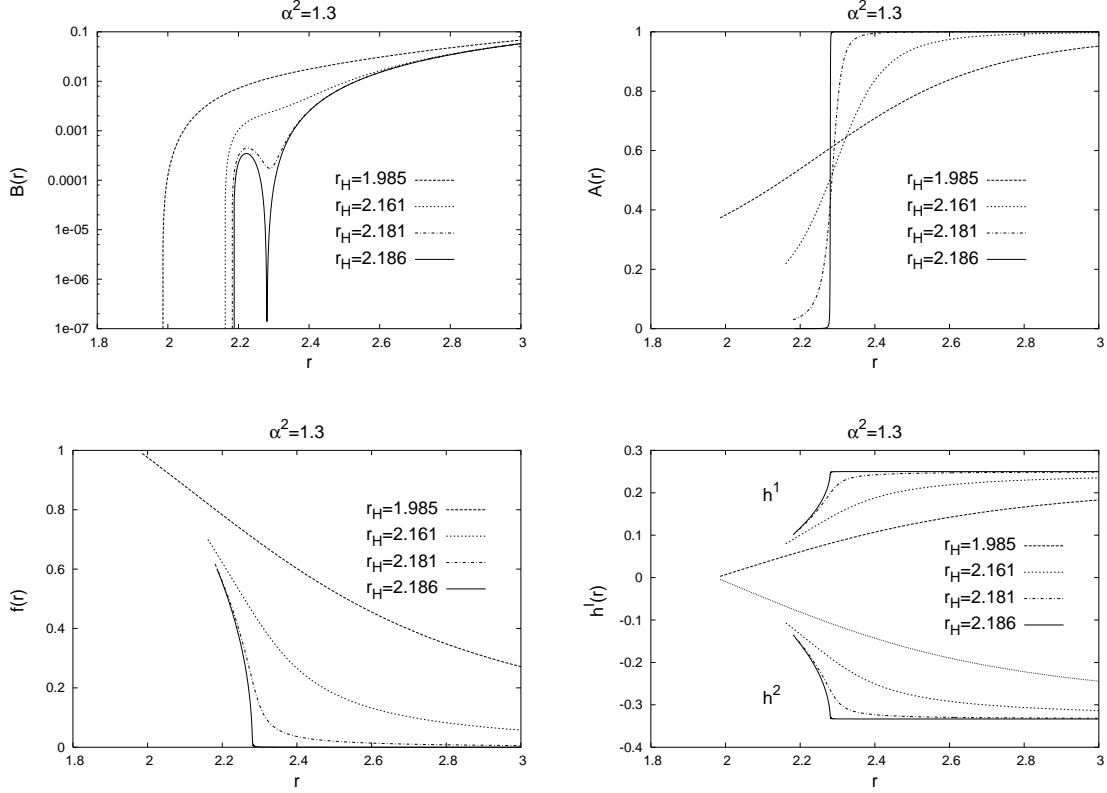 α²=1.3
B(r)
0.1
0.01
0.001
0.0001
1e-05
1e-06
1e-07
r_H=1.985
r_H=2.161
r_H=2.181
r_H=2.186
1.8 2 2.2 2.4 2.6 2.8 3
r
α²=1.3
A(r)
1
0.8
0.6
0.4
0.2
0
r_H=1.985
r_H=2.161
r_H=2.181
r_H=2.186
1.8 2 2.2 2.4 2.6 2.8 3
r
α²=1.3
f(r)
1
0.8
0.6
0.4
0.2
0
r_H=1.985
r_H=2.161
r_H=2.181
r_H=2.186
1.8 2 2.2 2.4 2.6 2.8 3
r
α²=1.3
h^I(r)
0.3
0.2
0.1
0
-0.1
-0.2
-0.3
-0.4
h¹
r_H=1.985
r_H=2.161
r_H=2.181
r_H=2.186
h²
1.8 2 2.2 2.4 2.6 2.8 3
r